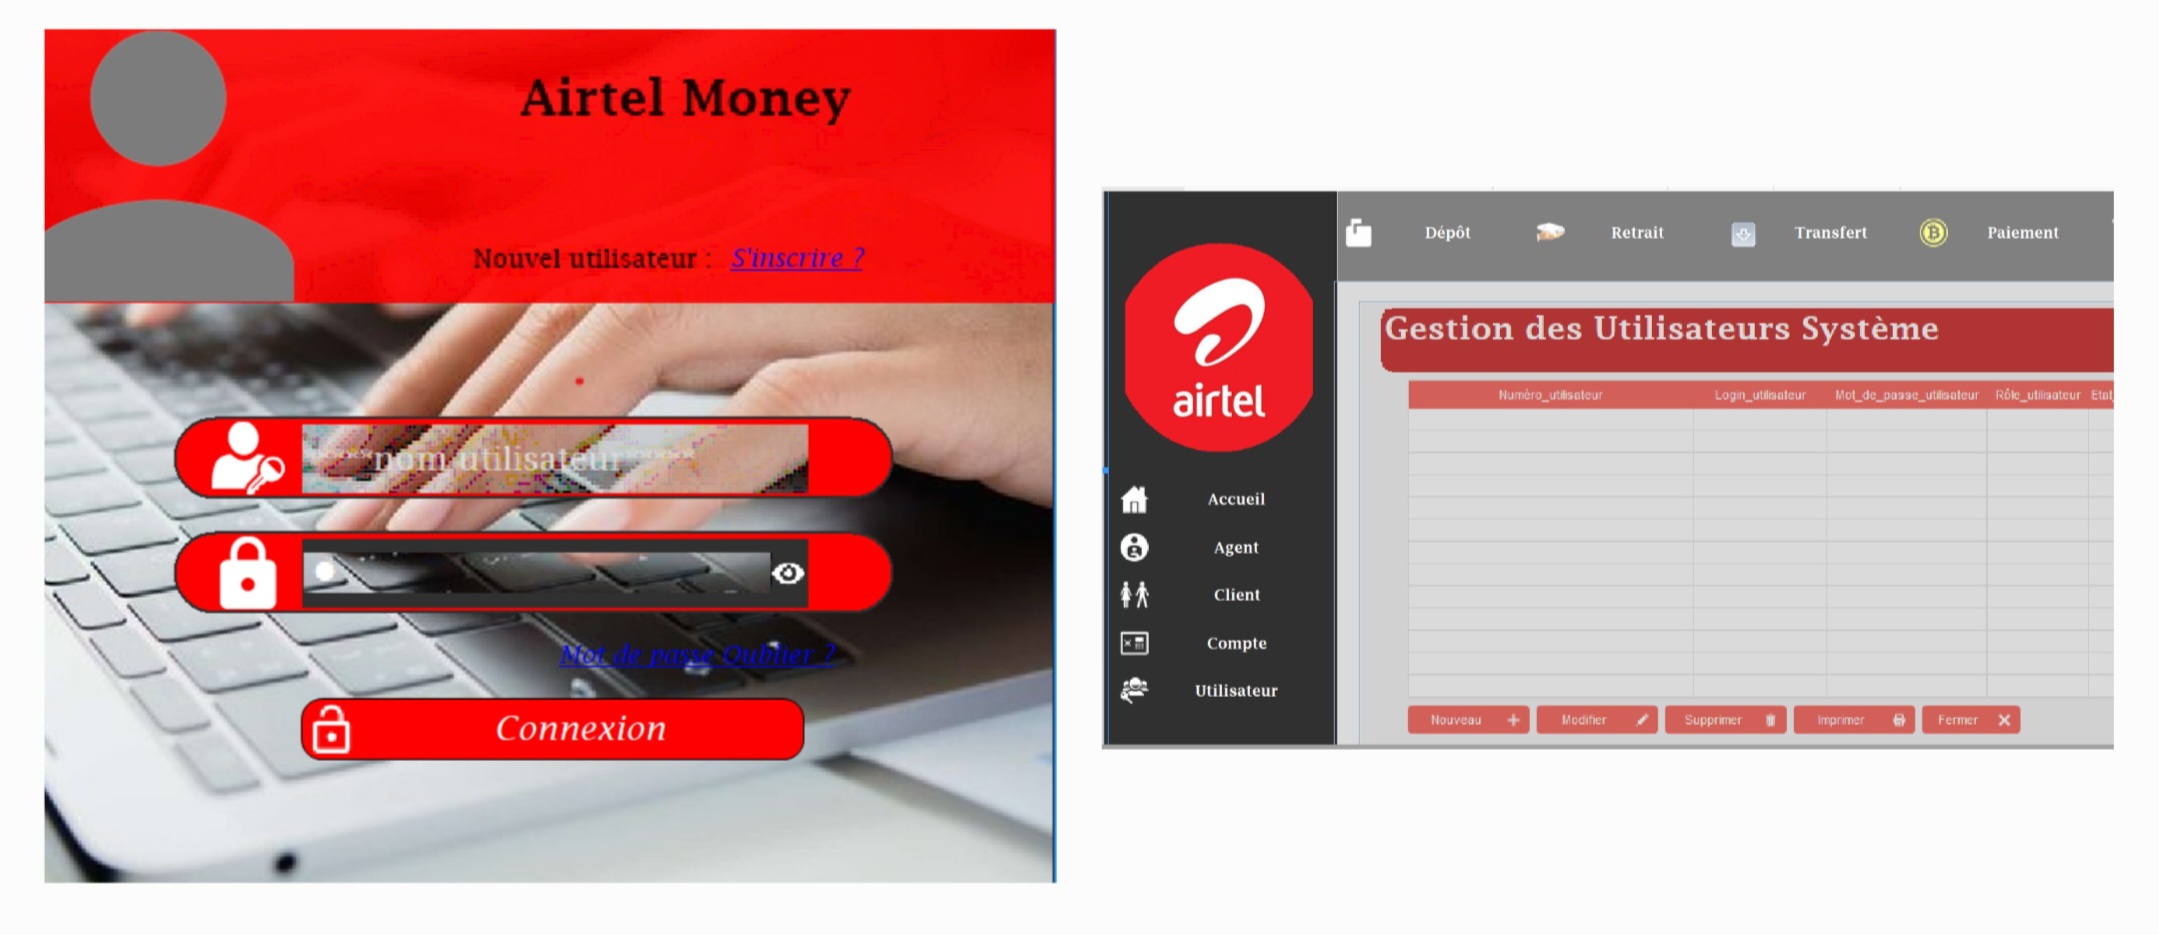 Airtel Money
Nouvel utilisateur : S'inscrire ?
*****nom utilisateur*****
Mot de passe Oublier ?
Connexion
airtel
Accueil
Agent
Client
Compte
Utilisateur
Dépôt Retrait Transfert Paiement
Gestion des Utilisateurs Système
Numéro_utilisateur Login_utilisateur Mot_de_passe_utilisateur Rôle_utilisateur Etat_
Nouveau Modifier Supprimer Imprimer Fermer